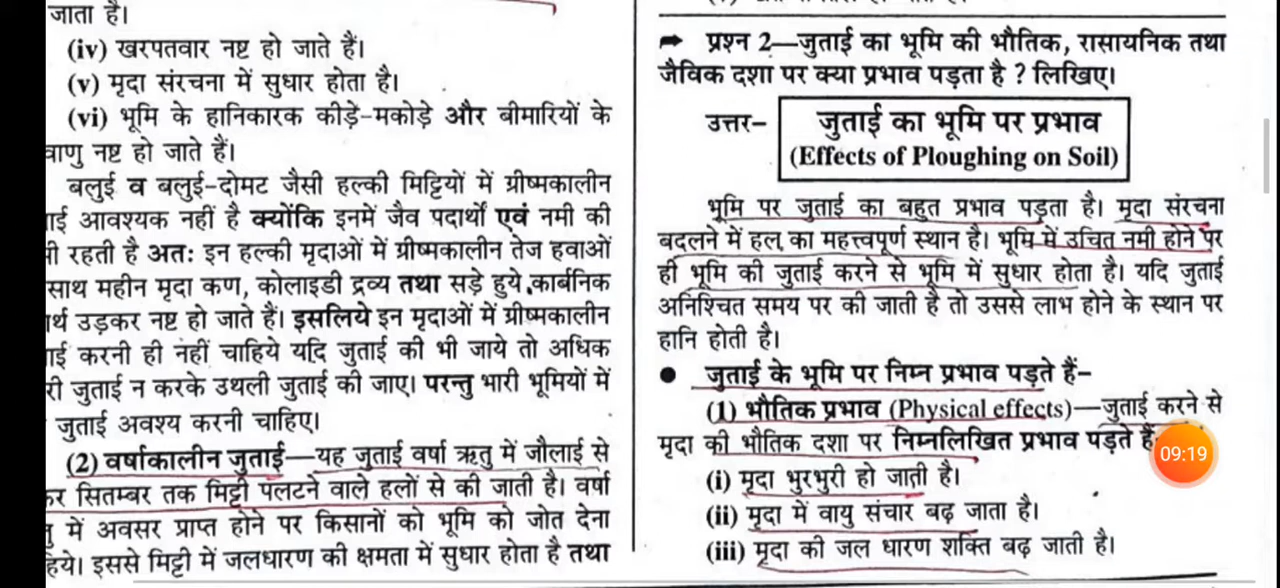 जाता है।
(iv) खरपतवार नष्ट हो जाते हैं।
(v) मृदा संरचना में सुधार होता है।
(vi) भूमि के हानिकारक कीड़े-मकोड़े और बीमारियों के
वाणु नष्ट हो जाते हैं।
बलुई व बलुई-दोमट जैसी हल्की मिट्टियों में ग्रीष्मकालीन
ाई आवश्यक नहीं है क्योंकि इनमें जैव पदार्थों एवं नमी की
ी रहती है अतः इन हल्की मृदाओं में ग्रीष्मकालीन तेज हवाओं
साथ महीन मृदा कण, कोलाइडी द्रव्य तथा सड़े हुये कार्बनिक
र्थ उड़कर नष्ट हो जाते हैं। इसलिये इन मृदाओं में ग्रीष्मकालीन
ाई करनी ही नहीं चाहिये यदि जुताई की भी जाये तो अधिक
री जुताई न करके उथली जुताई की जाए। परन्तु भारी भूमियों में
जुताई अवश्य करनी चाहिए।
(2) वर्षाकालीन जुताई—यह जुताई वर्षा ऋतु में जौलाई से
कर सितम्बर तक मिट्टी पलटने वाले हलों से की जाती है। वर्षा
तु में अवसर प्राप्त होने पर किसानों को भूमि को जोत देना
हिये। इससे मिट्टी में जलधारण की क्षमता में सुधार होता है तथा
➡ प्रश्न 2—जुताई का भूमि की भौतिक, रासायनिक तथा
जैविक दशा पर क्या प्रभाव पड़ता है ? लिखिए।
उत्तर— जुताई का भूमि पर प्रभाव
(Effects of Ploughing on Soil)
भूमि पर जुताई का बहुत प्रभाव पड़ता है। मृदा संरचना
बदलने में हल का महत्त्वपूर्ण स्थान है। भूमि में उचित नमी होने पर
ही भूमि की जुताई करने से भूमि में सुधार होता है। यदि जुताई
अनिश्चित समय पर की जाती है तो उससे लाभ होने के स्थान पर
हानि होती है।
● जुताई के भूमि पर निम्न प्रभाव पड़ते हैं–
(1) भौतिक प्रभाव (Physical effects)—जुताई करने से
मृदा की भौतिक दशा पर निम्नलिखित प्रभाव पड़ते हैं
09:19
(i) मृदा भुरभुरी हो जाती है।
(ii) मृदा में वायु संचार बढ़ जाता है।
(iii) मृदा की जल धारण शक्ति बढ़ जाती है।